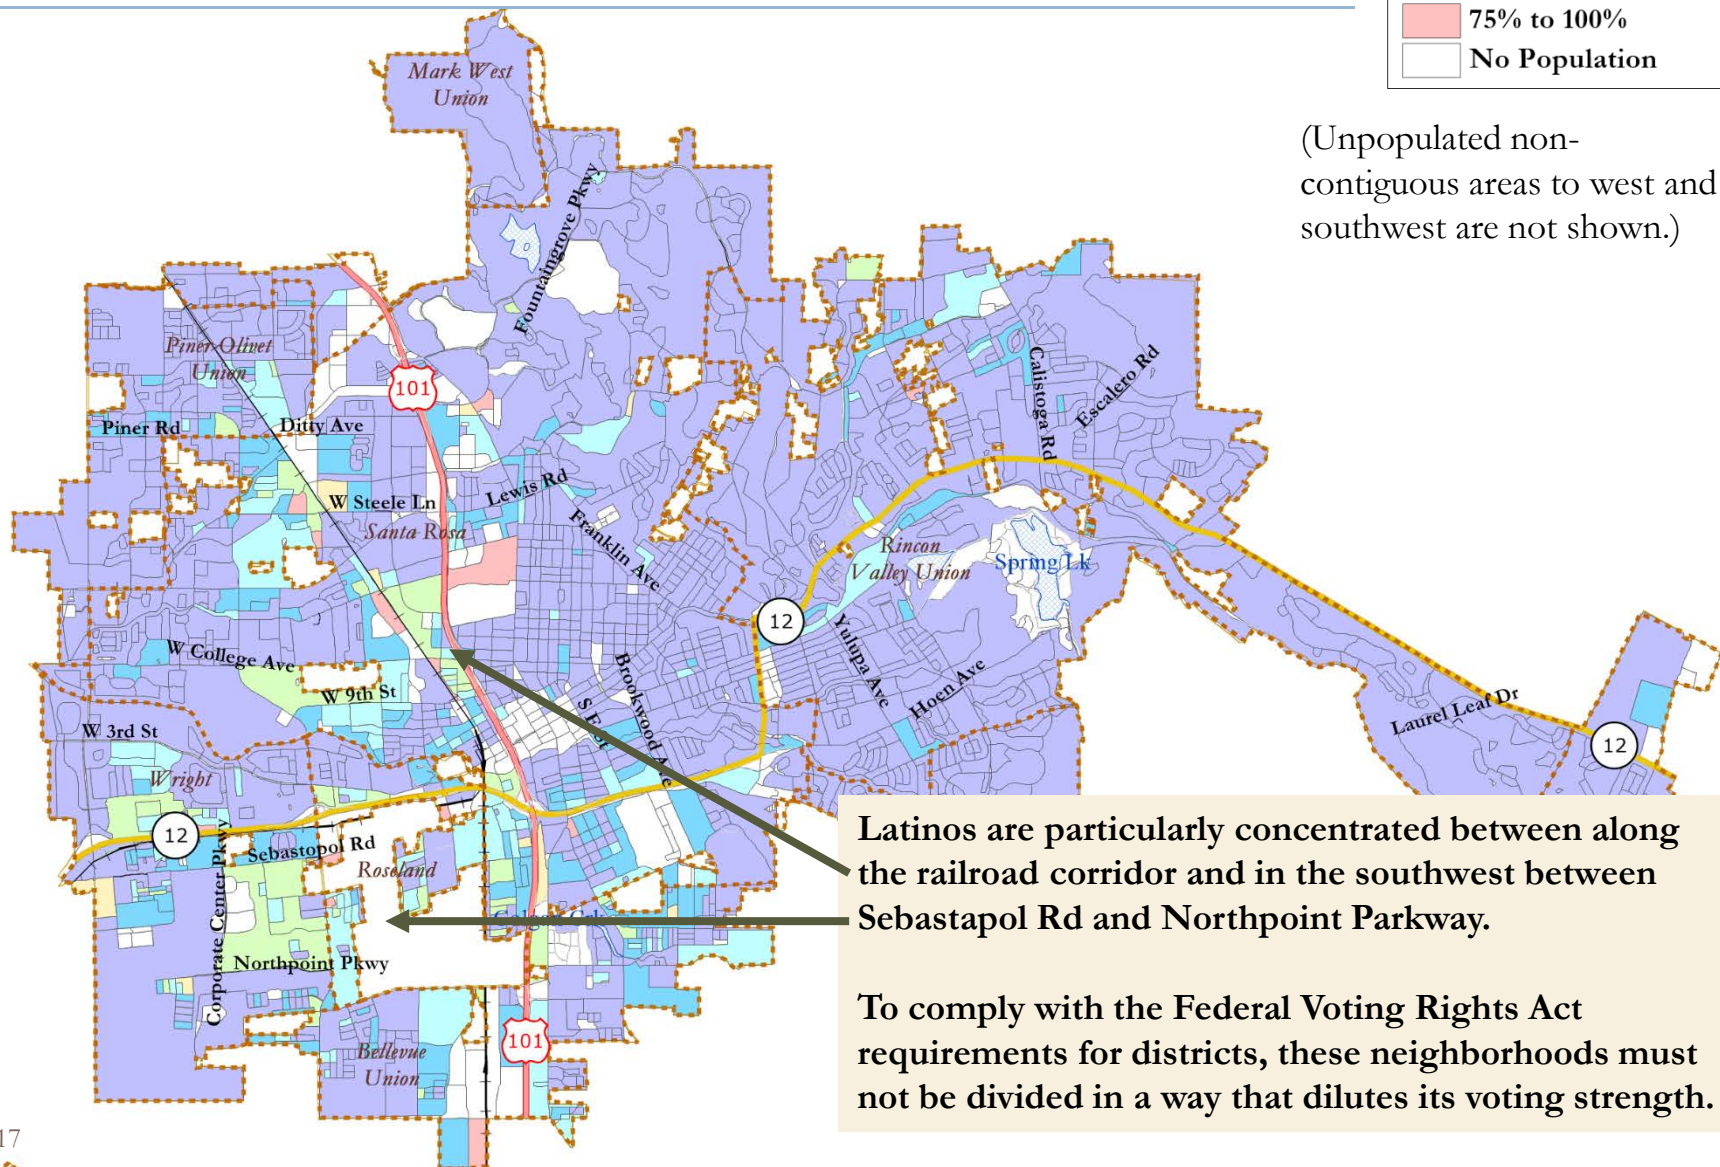 75% to 100%
No Population
(Unpopulated non-
contiguous areas to west and
southwest are not shown.)
Mark West
Union
Fountaingrove Pkwy
Piner-Olivet
Union
101
Calistoga Rd
Escalero Rd
Piner Rd
Ditty Ave
W Steele Ln
Lewis Rd
Santa Rosa
Franklin Ave
Rincon
Valley Union
Spring Lk
12
W College Ave
Yulupa Ave
Brookwood Ave
Hoen Ave
W 9th St
S E St
Laurel Leaf Dr
W 3rd St
12
Wright
12
Sebastopol Rd
Roseland
Corporate Center Pkwy
Colgan Crk
Northpoint Pkwy
101
Bellevue
Union
Latinos are particularly concentrated between along
the railroad corridor and in the southwest between
Sebastapol Rd and Northpoint Parkway.
To comply with the Federal Voting Rights Act
requirements for districts, these neighborhoods must
not be divided in a way that dilutes its voting strength.
17